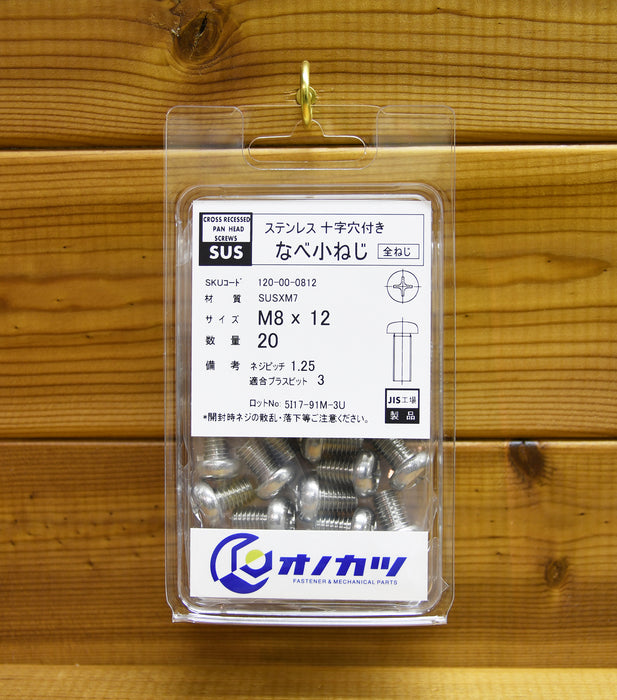 CROSS RECESSED
PAN HEAD
SCREWS
SUS
ステンレス 十字穴付き
なべ小ねじ 全ねじ
SKUコード 120-00-0812
材質 SUSXM7
サイズ M8 x 12
数量 20
備考 ネジピッチ 1.25
適合プラスビット 3
JIS工場
製品
ロットNo: 5I17-91M-3U
*開封時ネジの散乱・落下等ご注意ください。
オノカツ
FASTENER & MECHANICAL PARTS